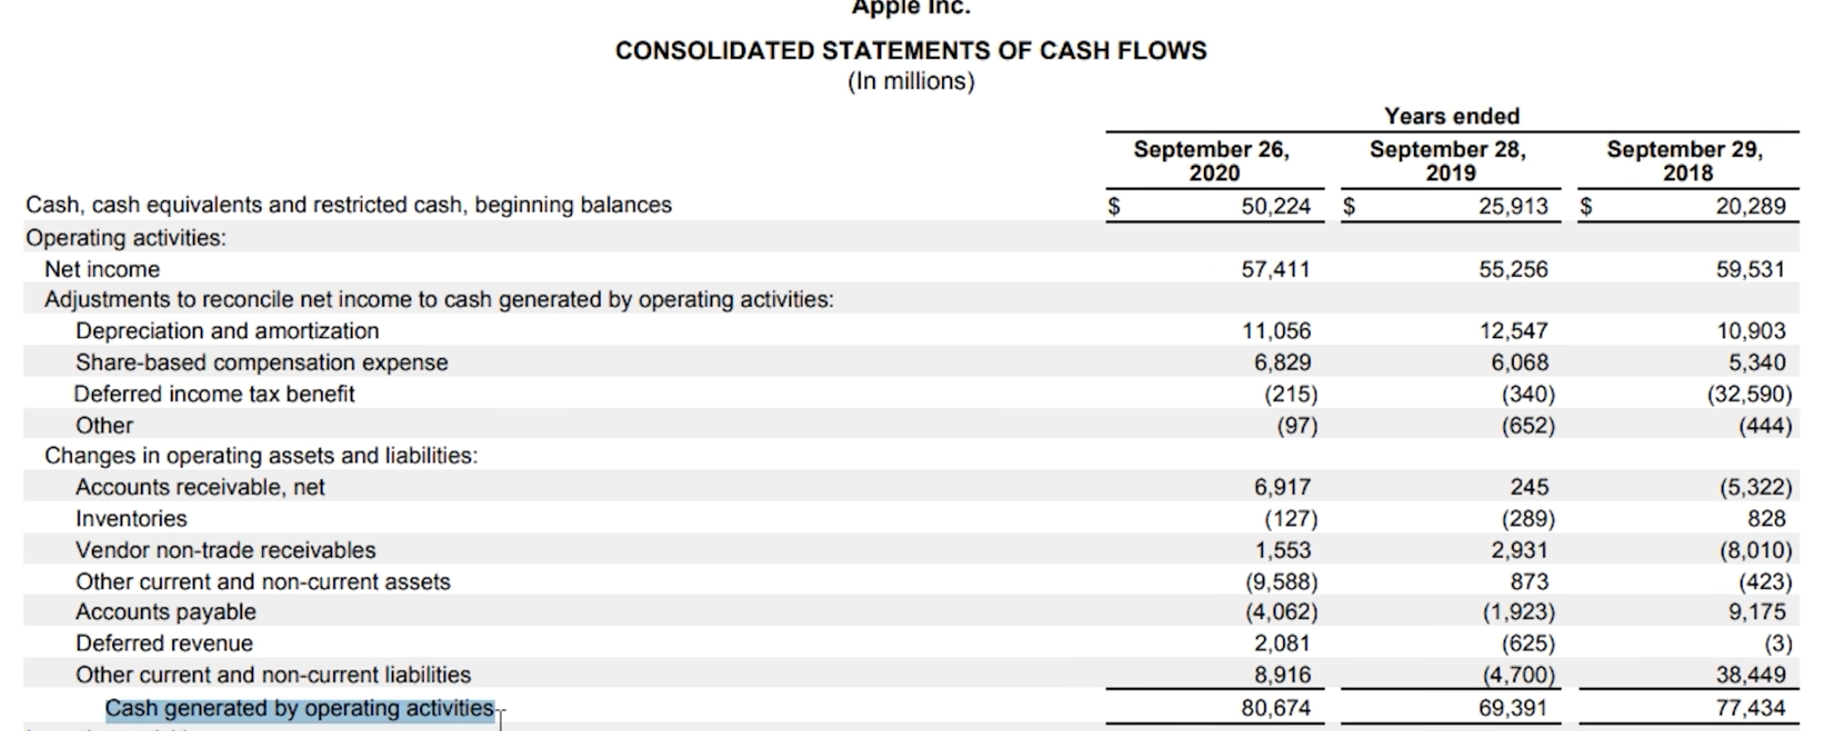 Apple Inc.
CONSOLIDATED STATEMENTS OF CASH FLOWS
(In millions)
Years ended
September 26, 2020 September 28, 2019 September 29, 2018
Cash, cash equivalents and restricted cash, beginning balances $ 50,224 $ 25,913 $ 20,289
Operating activities:
Net income 57,411 55,256 59,531
Adjustments to reconcile net income to cash generated by operating activities:
Depreciation and amortization 11,056 12,547 10,903
Share-based compensation expense 6,829 6,068 5,340
Deferred income tax benefit (215) (340) (32,590)
Other (97) (652) (444)
Changes in operating assets and liabilities:
Accounts receivable, net 6,917 245 (5,322)
Inventories (127) (289) 828
Vendor non-trade receivables 1,553 2,931 (8,010)
Other current and non-current assets (9,588) 873 (423)
Accounts payable (4,062) (1,923) 9,175
Deferred revenue 2,081 (625) (3)
Other current and non-current liabilities 8,916 (4,700) 38,449
Cash generated by operating activities 80,674 69,391 77,434